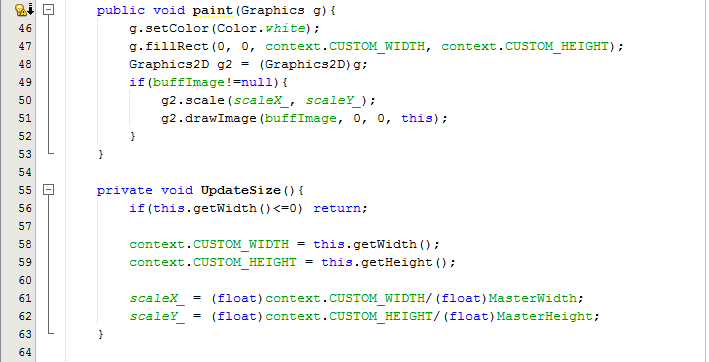 public void paint(Graphics g){
46 g.setColor(Color.white);
47 g.fillRect(0, 0, context.CUSTOM_WIDTH, context.CUSTOM_HEIGHT);
48 Graphics2D g2 = (Graphics2D)g;
49 if(buffImage!=null){
50 g2.scale(scaleX_, scaleY_);
51 g2.drawImage(buffImage, 0, 0, this);
52 }
53 }
54
55 private void UpdateSize(){
56 if(this.getWidth()<=0) return;
57
58 context.CUSTOM_WIDTH = this.getWidth();
59 context.CUSTOM_HEIGHT = this.getHeight();
60
61 scaleX_ = (float)context.CUSTOM_WIDTH/(float)MasterWidth;
62 scaleY_ = (float)context.CUSTOM_HEIGHT/(float)MasterHeight;
63 }
64